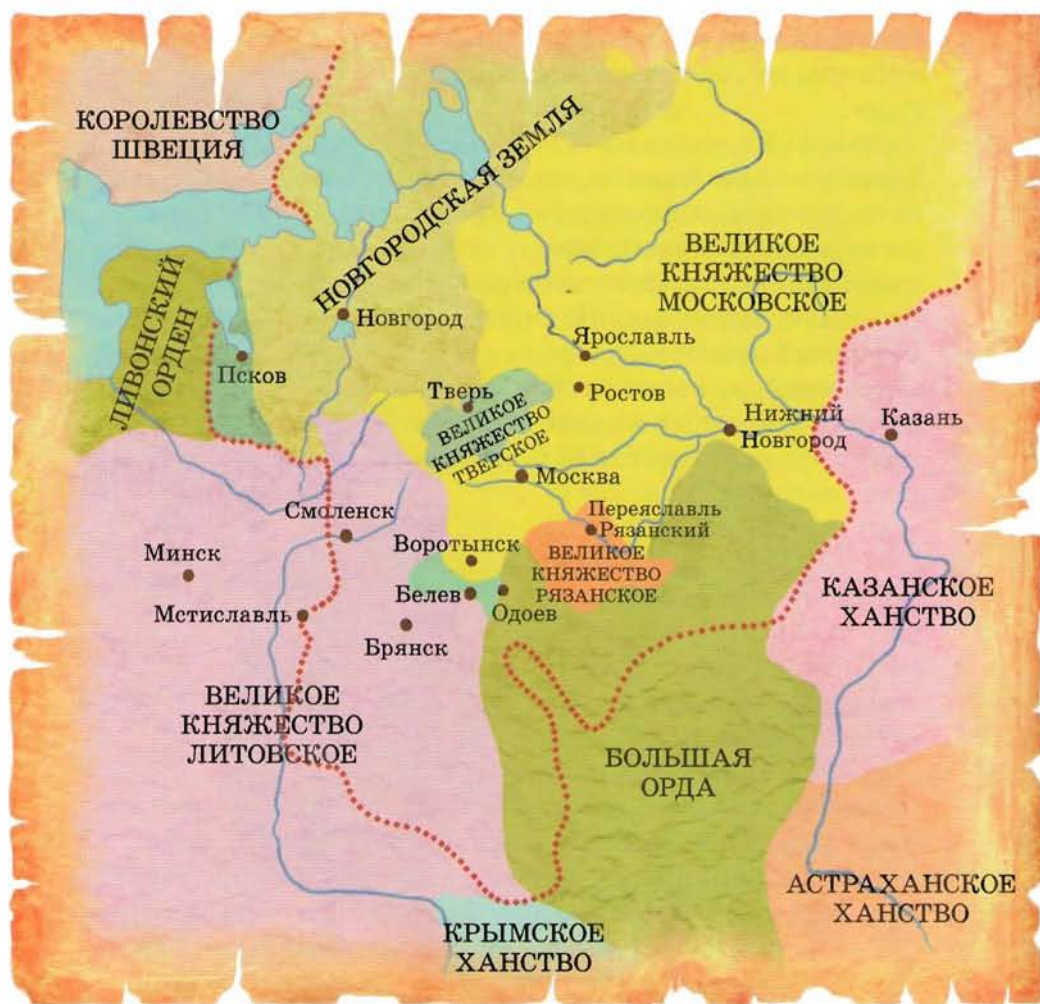 КОРОЛЕВСТВО
ШВЕЦИЯ
НОВГОРОДСКАЯ ЗЕМЛЯ
ВЕЛИКОЕ
КНЯЖЕСТВО
МОСКОВСКОЕ
ЛИВОНСКИЙ
ОРДЕН
Новгород
Псков
Ярославль
Ростов
Тверь
ВЕЛИКОЕ
КНЯЖЕСТВО
ТВЕРСКОЕ
Нижний
Новгород
Казань
Москва
Смоленск
Переяславль
Рязанский
Минск
Воротынск
ВЕЛИКОЕ
КНЯЖЕСТВО
РЯЗАНСКОЕ
КАЗАНСКОЕ
ХАНСТВО
Мстиславль
Белев
Одоев
Брянск
ВЕЛИКОЕ
КНЯЖЕСТВО
ЛИТОВСКОЕ
БОЛЬШАЯ
ОРДА
АСТРАХАНСКОЕ
ХАНСТВО
КРЫМСКОЕ
ХАНСТВО